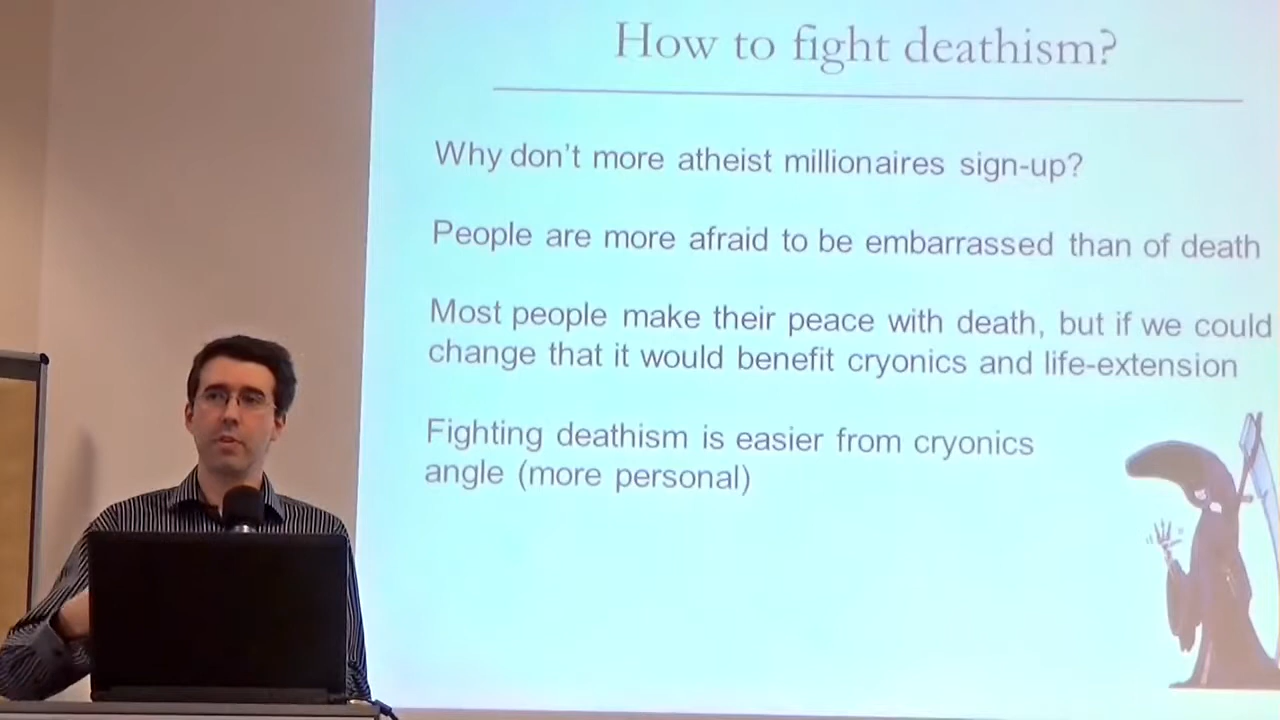 How to fight deathism?
Why don't more atheist millionaires sign-up?
People are more afraid to be embarrassed than of death
Most people make their peace with death, but if we could
change that it would benefit cryonics and life-extension
Fighting deathism is easier from cryonics
angle (more personal)